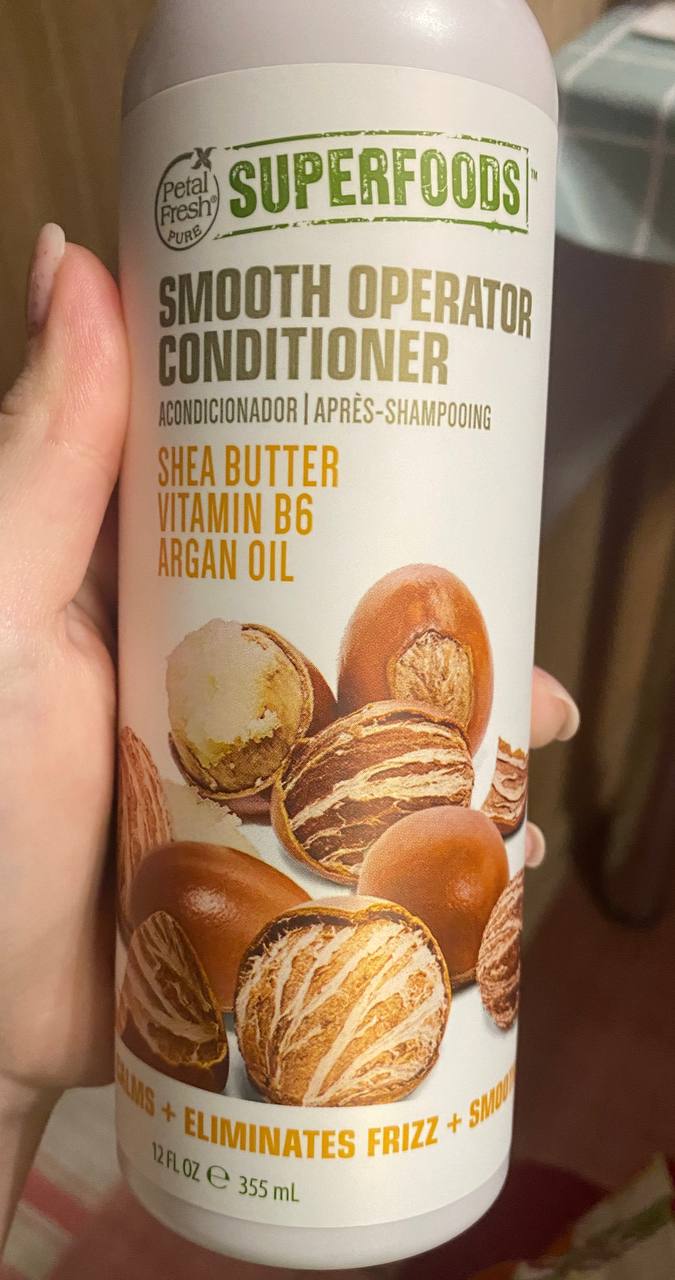 Petal
Fresh®
PURE
SUPERFOODS™
SMOOTH OPERATOR
CONDITIONER
ACONDICIONADOR | APRÈS-SHAMPOOING
SHEA BUTTER
VITAMIN B6
ARGAN OIL
+ ELIMINATES FRIZZ +
12 FL OZ ℮ 355 mL